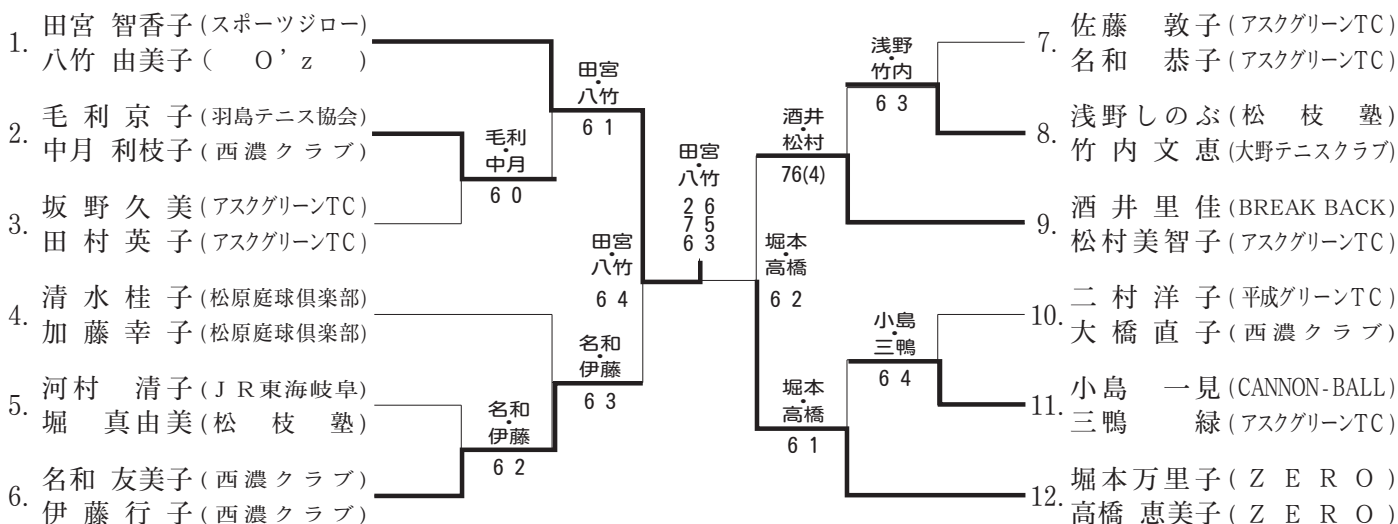 1. 田宮 智香子 (スポーツジロー)
八竹 由美子 ( O'z )
2. 毛利京子 (羽島テニス協会)
中月 利枝子 (西濃クラブ)
3. 坂野久美 (アスクグリーンTC)
田村英子 (アスクグリーンTC)
4. 清水桂子 (松原庭球倶楽部)
加藤幸子 (松原庭球倶楽部)
5. 河村 清子 (JR東海岐阜)
堀 真由美 (松枝塾)
6. 名和 友美子 (西濃クラブ)
伊藤行子 (西濃クラブ)
毛利・中月
6 0
名和・伊藤
6 2
田宮・八竹
6 1
名和・伊藤
6 3
田宮・八竹
6 4
田宮・八竹
2 6
7 5
6 3
堀本・高橋
6 2
酒井・松村
76(4)
堀本・高橋
6 1
浅野・竹内
6 3
小島・三鴨
6 4
7. 佐藤 敦子 (アスクグリーンTC)
名和 恭子 (アスクグリーンTC)
8. 浅野しのぶ (松枝塾)
竹内文恵 (大野テニスクラブ)
9. 酒井里佳 (BREAK BACK)
松村美智子 (アスクグリーンTC)
10. 二村洋子 (平成グリーンTC)
大橋直子 (西濃クラブ)
11. 小島 一見 (CANNON-BALL)
三鴨 緑 (アスクグリーンTC)
12. 堀本万里子 (ZERO)
高橋 恵美子 (ZERO)